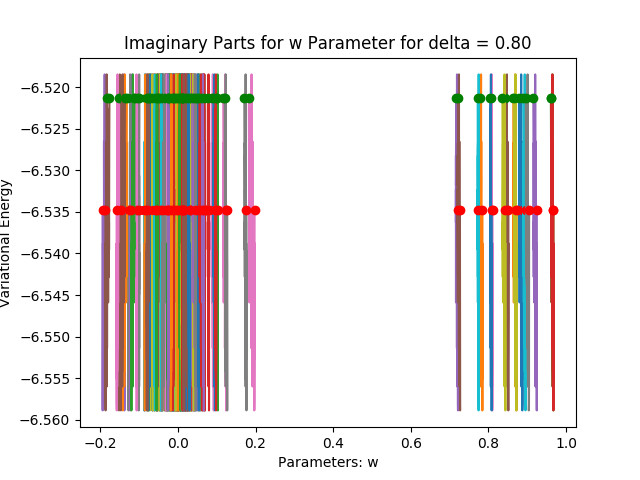 Imaginary Parts for w Parameter for delta = 0.80
−6.520
−6.525
−6.530
−6.535
−6.540
−6.545
−6.550
−6.555
−6.560
Variational Energy
−0.2 0.0 0.2 0.4 0.6 0.8 1.0
Parameters: w